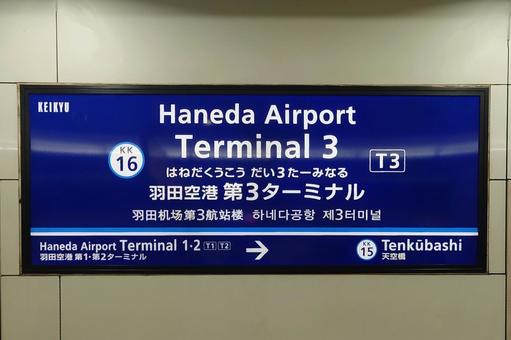 KEIKYU
Haneda Airport
Terminal 3
KK
16
T3
はねだくうこう だい3たーみなる
羽田空港 第3ターミナル
羽田机场第3航站楼 하네다공항 제3터미널
Haneda Airport Terminal 1·2 T1 T2
羽田空港 第1·第2ターミナル
→
KK
15
Tenkūbashi
天空橋